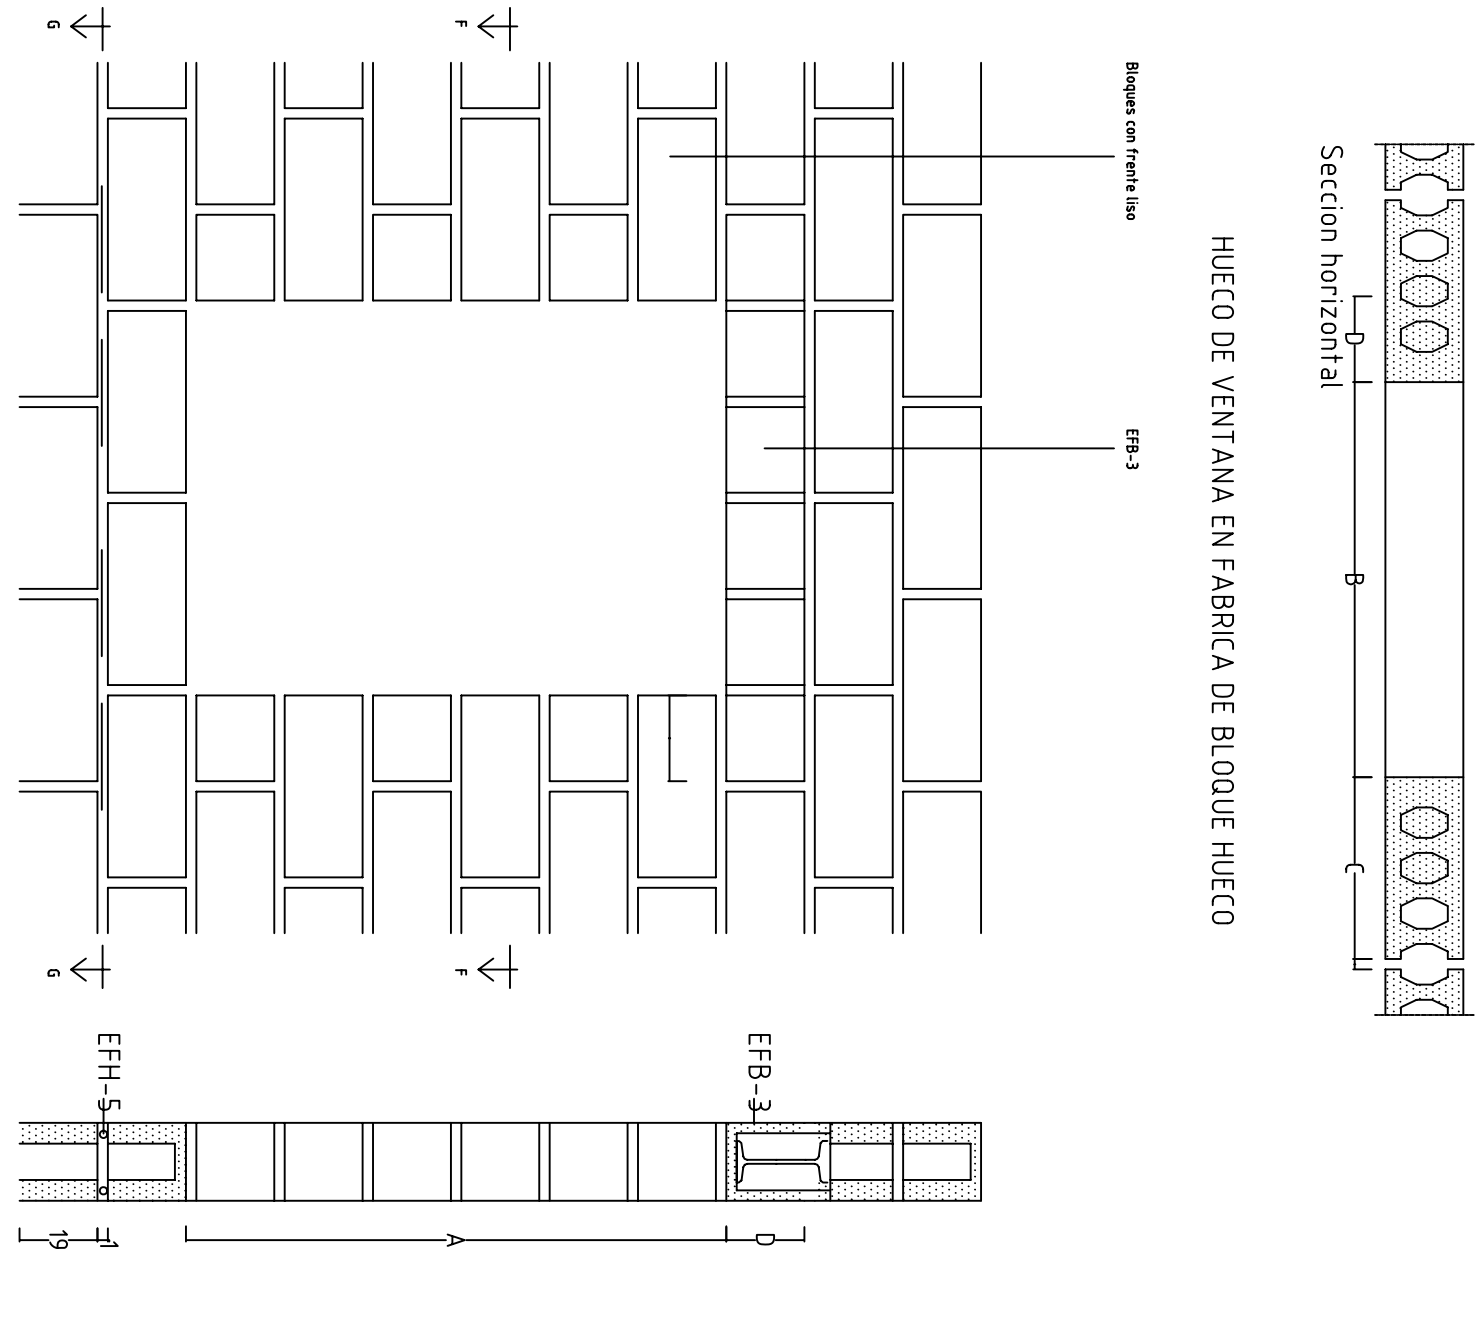 Seccion horizontal
D
B
C
HUECO DE VENTANA EN FABRICA DE BLOQUE HUECO
Bloques con frente liso
EFB-3
F
F
G
G
EFB-3
EFH-5
D
A
1
19